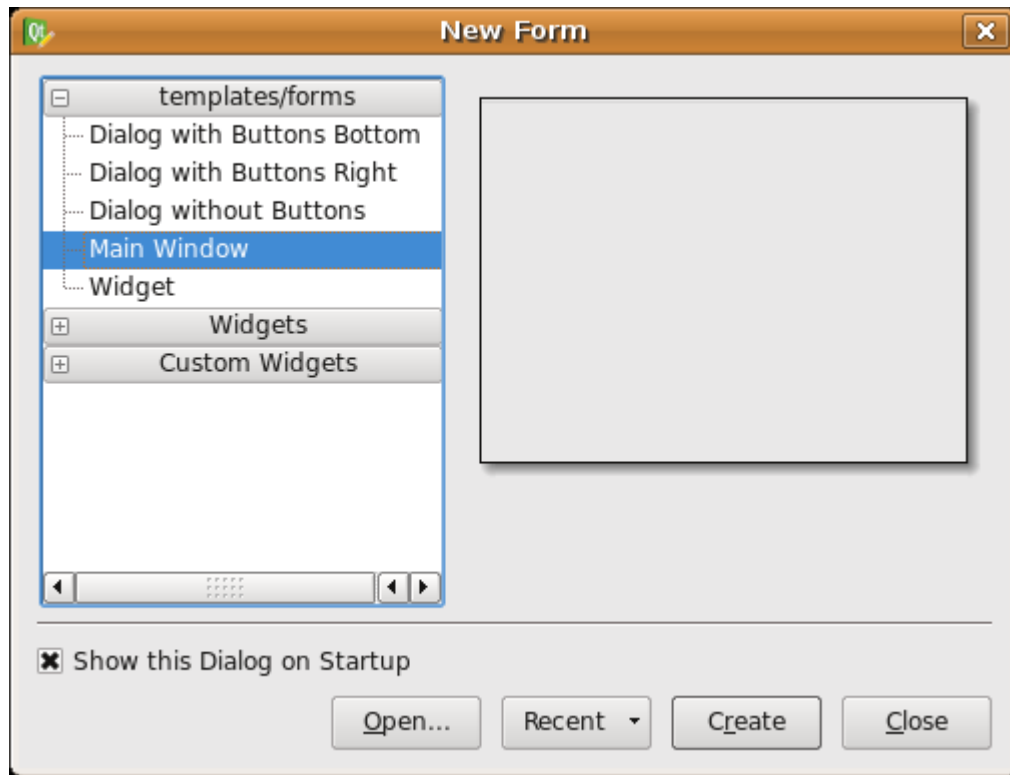 Qt
New Form
templates/forms
Dialog with Buttons Bottom
Dialog with Buttons Right
Dialog without Buttons
Main Window
Widget
Widgets
Custom Widgets
Show this Dialog on Startup
Open... Recent Create Close